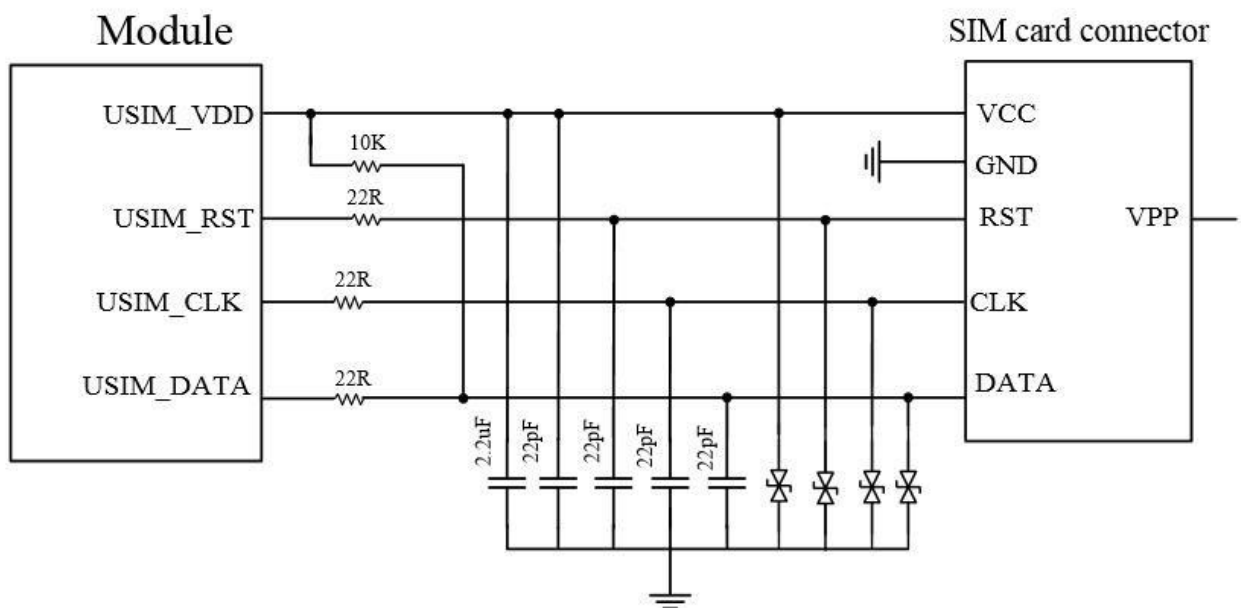 Module
SIM card connector
USIM_VDD
VCC
10K
GND
22R
USIM_RST
RST
VPP
22R
USIM_CLK
CLK
22R
USIM_DATA
DATA
2.2uF
22pF
22pF
22pF
22pF